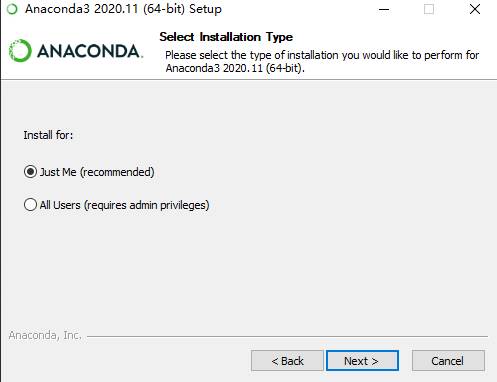 Anaconda3 2020.11 (64-bit) Setup
ANACONDA.
Select Installation Type
Please select the type of installation you would like to perform for
Anaconda3 2020.11 (64-bit).
Install for:
Just Me (recommended)
All Users (requires admin privileges)
Anaconda, Inc.
< Back
Next >
Cancel